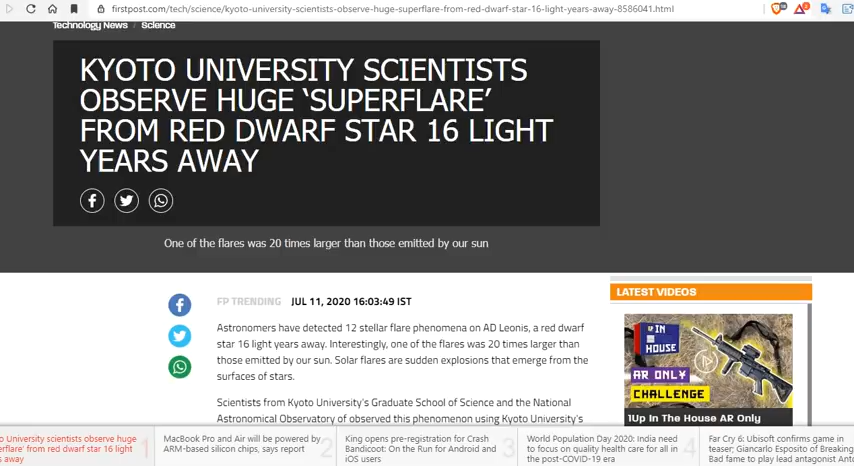 firstpost.com/tech/science/kyoto-university-scientists-observe-huge-superflare-from-red-dwarf-star-16-light-years-away-8586041.html
Technology News / Science
KYOTO UNIVERSITY SCIENTISTS
OBSERVE HUGE ‘SUPERFLARE’
FROM RED DWARF STAR 16 LIGHT
YEARS AWAY
One of the flares was 20 times larger than those emitted by our sun
FP TRENDING JUL 11, 2020 16:03:49 IST
Astronomers have detected 12 stellar flare phenomena on AD Leonis, a red dwarf
star 16 light years away. Interestingly, one of the flares was 20 times larger than
those emitted by our sun. Solar flares are sudden explosions that emerge from the
surfaces of stars.
Scientists from Kyoto University's Graduate School of Science and the National
Astronomical Observatory of observed this phenomenon using Kyoto University's
LATEST VIDEOS
IN
HOUSE
AR ONLY
CHALLENGE
1Up In The House AR Only
o University scientists observe huge
erflare' from red dwarf star 16 light
s away
1
MacBook Pro and Air will be powered by
ARM-based silicon chips, says report
2
King opens pre-registration for Crash
Bandicoot: On the Run for Android and
iOS users
3
World Population Day 2020: India need
to focus on quality health care for all in
the post-COVID-19 era
4
Far Cry 6: Ubisoft confirms game in
teaser; Giancarlo Esposito of Breaking
Bad fame to play lead antagonist Anto